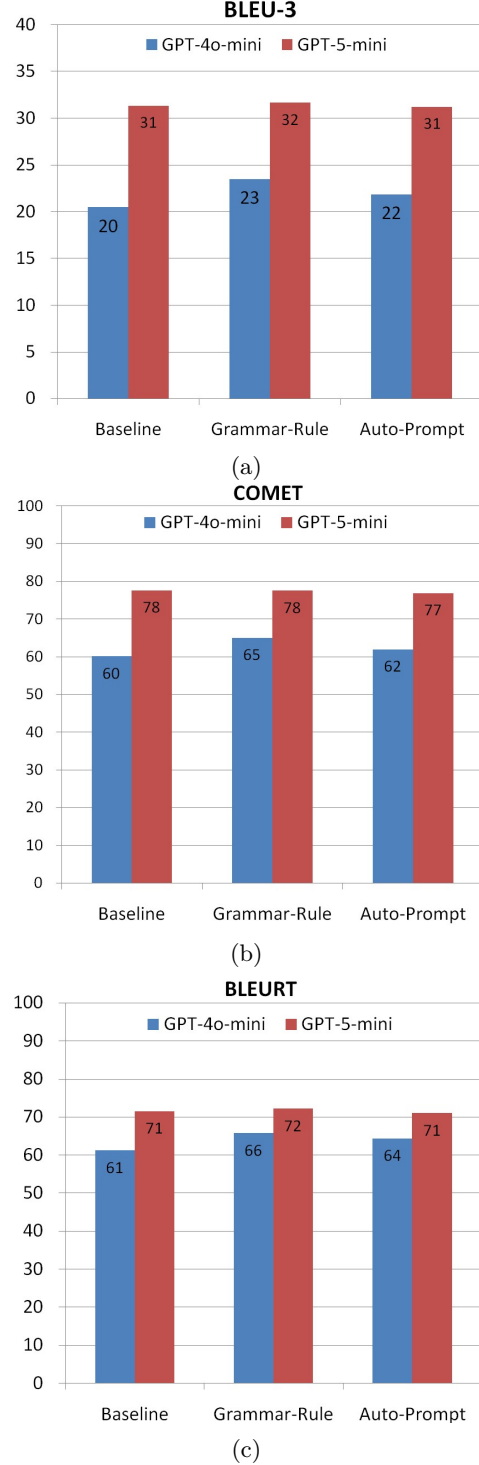 BLEU-3
GPT-4o-mini GPT-5-mini
40
35
30
25
20
15
10
5
0
20 31 23 32 22 31
Baseline Grammar-Rule Auto-Prompt
(a)
COMET
GPT-4o-mini GPT-5-mini
100
90
80
70
60
50
40
30
20
10
0
60 78 65 78 62 77
Baseline Grammar-Rule Auto-Prompt
(b)
BLEURT
GPT-4o-mini GPT-5-mini
100
90
80
70
60
50
40
30
20
10
0
61 71 66 72 64 71
Baseline Grammar-Rule Auto-Prompt
(c)